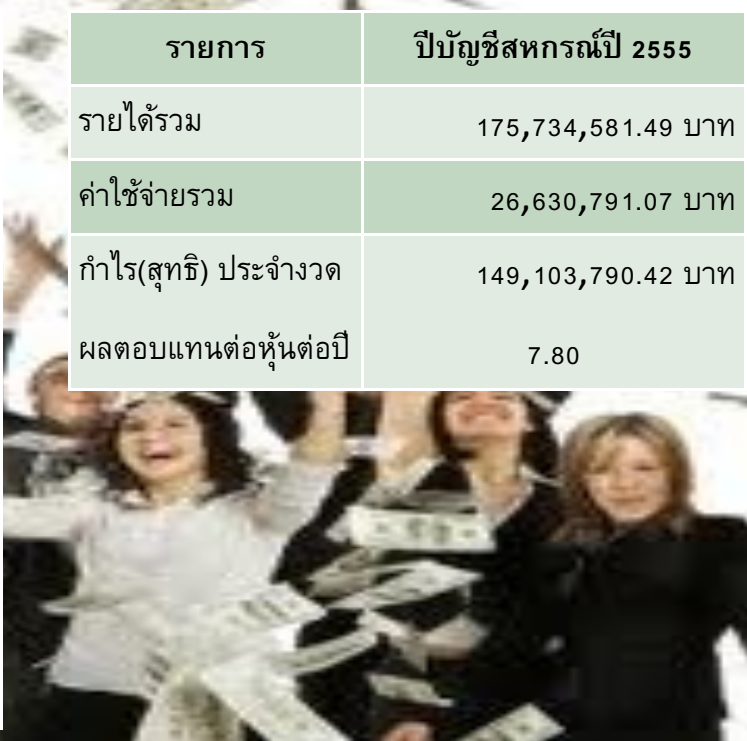 รายการ ปีบัญชีสหกรณ์ปี 2555
รายได้รวม 175,734,581.49 บาท
ค่าใช้จ่ายรวม 26,630,791.07 บาท
กำไร(สุทธิ) ประจำงวด 149,103,790.42 บาท
ผลตอบแทนต่อหุ้นต่อปี 7.80